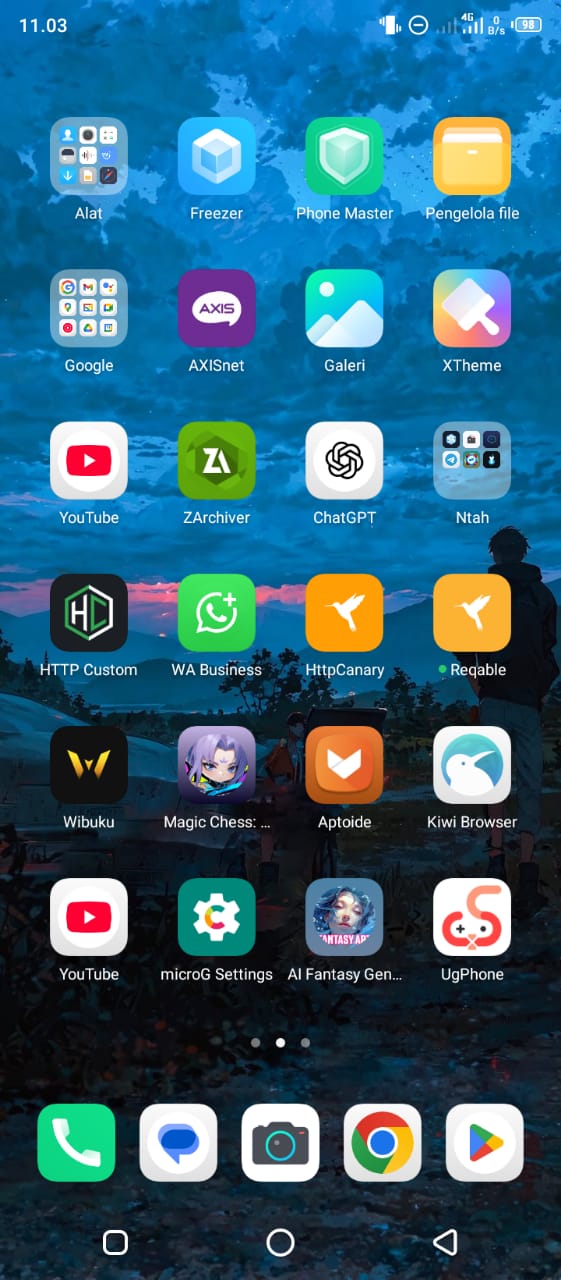 11.03
4G
0
B/s
98
Alat
Freezer
Phone Master
Pengelola file
AXIS
Google
AXISnet
Galeri
XTheme
ZA
YouTube
ZArchiver
ChatGPT
Ntah
HC
HTTP Custom
WA Business
HttpCanary
Reqable
Wibuku
Magic Chess: ...
Aptoide
Kiwi Browser
FANTASY ART
YouTube
microG Settings
AI Fantasy Gen...
UgPhone